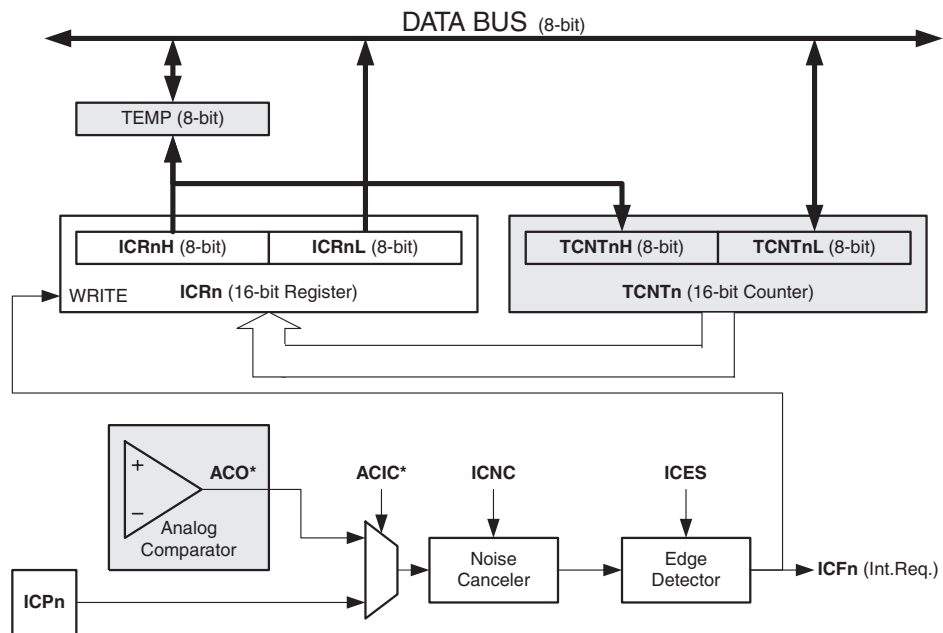 DATA BUS (8-bit)
TEMP (8-bit)
ICRnH (8-bit) ICRnL (8-bit)
TCNTnH (8-bit) TCNTnL (8-bit)
WRITE
ICRn (16-bit Register)
TCNTn (16-bit Counter)
+
−
ACO*
Analog
Comparator
ACIC*
ICNC
ICES
Noise
Canceler
Edge
Detector
ICFn (Int.Req.)
ICPn